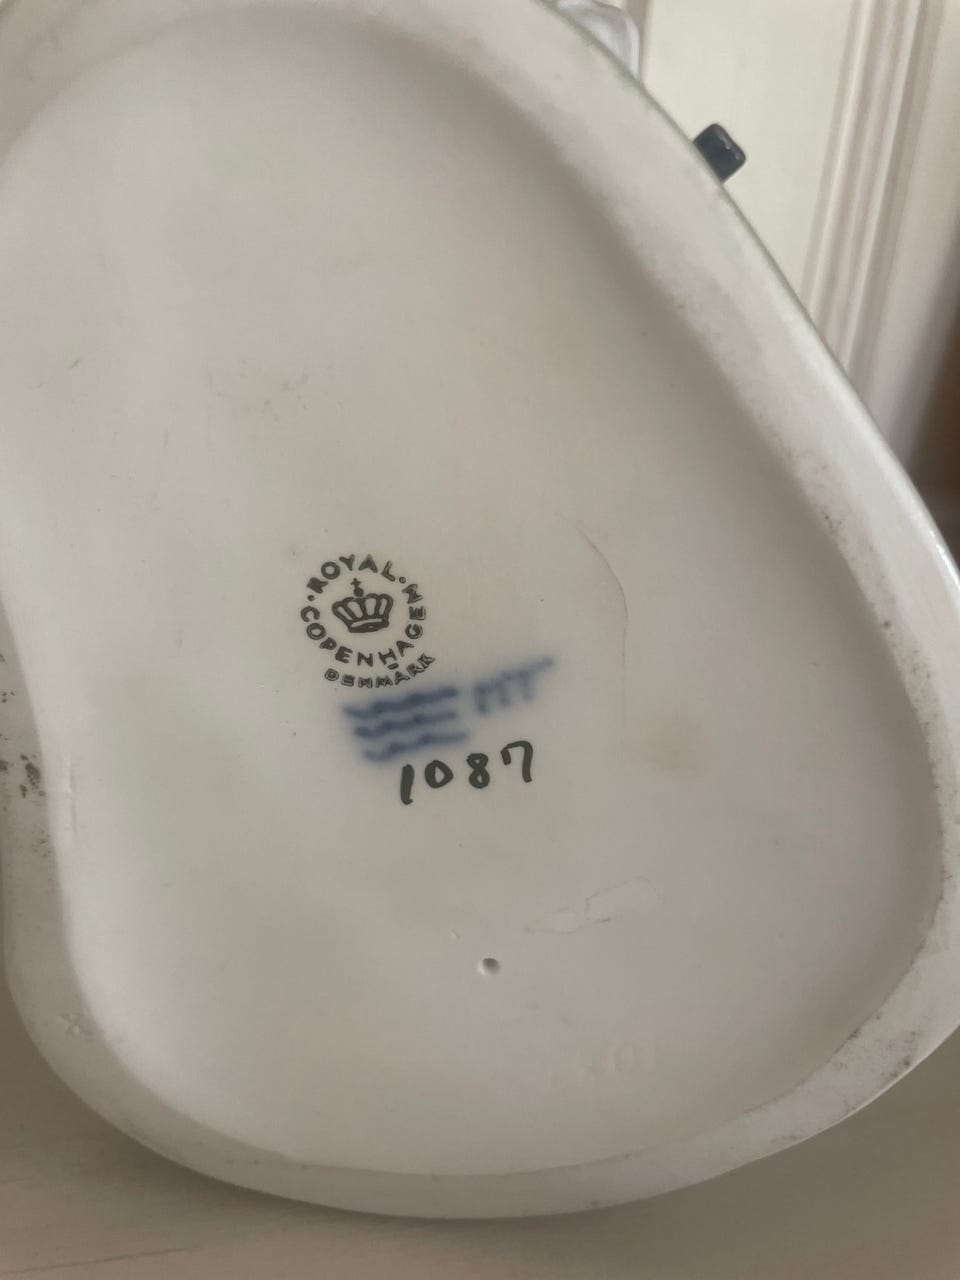 ROYAL COPENHAGEN
DENMARK
1087